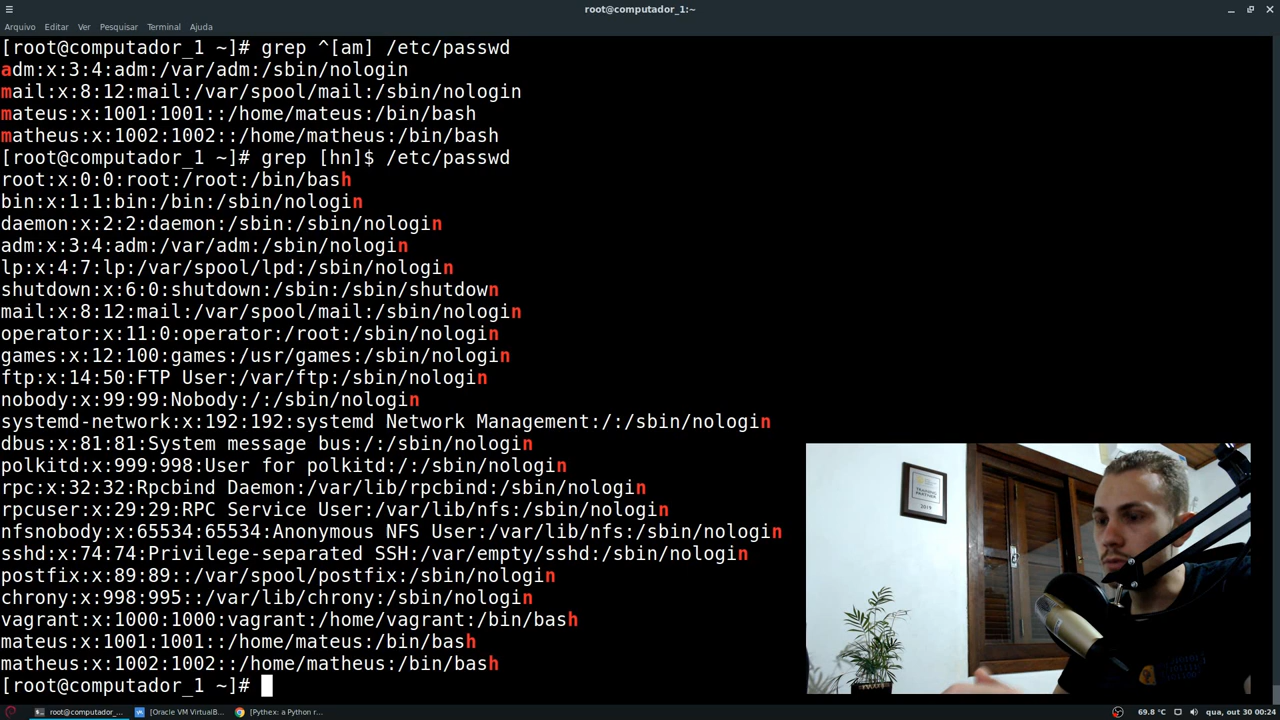 root@computador_1:~
Arquivo Editar Ver Pesquisar Terminal Ajuda
[root@computador_1 ~]# grep ^[am] /etc/passwd
adm:x:3:4:adm:/var/adm:/sbin/nologin
mail:x:8:12:mail:/var/spool/mail:/sbin/nologin
mateus:x:1001:1001::/home/mateus:/bin/bash
matheus:x:1002:1002::/home/matheus:/bin/bash
[root@computador_1 ~]# grep [hn]$ /etc/passwd
root:x:0:0:root:/root:/bin/bash
bin:x:1:1:bin:/bin:/sbin/nologin
daemon:x:2:2:daemon:/sbin:/sbin/nologin
adm:x:3:4:adm:/var/adm:/sbin/nologin
lp:x:4:7:lp:/var/spool/lpd:/sbin/nologin
shutdown:x:6:0:shutdown:/sbin:/sbin/shutdown
mail:x:8:12:mail:/var/spool/mail:/sbin/nologin
operator:x:11:0:operator:/root:/sbin/nologin
games:x:12:100:games:/usr/games:/sbin/nologin
ftp:x:14:50:FTP User:/var/ftp:/sbin/nologin
nobody:x:99:99:Nobody:/:/sbin/nologin
systemd-network:x:192:192:systemd Network Management:/:/sbin/nologin
dbus:x:81:81:System message bus:/:/sbin/nologin
polkitd:x:999:998:User for polkitd:/:/sbin/nologin
rpc:x:32:32:Rpcbind Daemon:/var/lib/rpcbind:/sbin/nologin
rpcuser:x:29:29:RPC Service User:/var/lib/nfs:/sbin/nologin
nfsnobody:x:65534:65534:Anonymous NFS User:/var/lib/nfs:/sbin/nologin
sshd:x:74:74:Privilege-separated SSH:/var/empty/sshd:/sbin/nologin
postfix:x:89:89::/var/spool/postfix:/sbin/nologin
chrony:x:998:995::/var/lib/chrony:/sbin/nologin
vagrant:x:1000:1000:vagrant:/home/vagrant:/bin/bash
mateus:x:1001:1001::/home/mateus:/bin/bash
matheus:x:1002:1002::/home/matheus:/bin/bash
[root@computador_1 ~]#
TRAINING
PARTNER
2019
root@computador_1:~... [Oracle VM VirtualB... [Pythex: a Python r... 69.8 °C qua, out 30 00:24